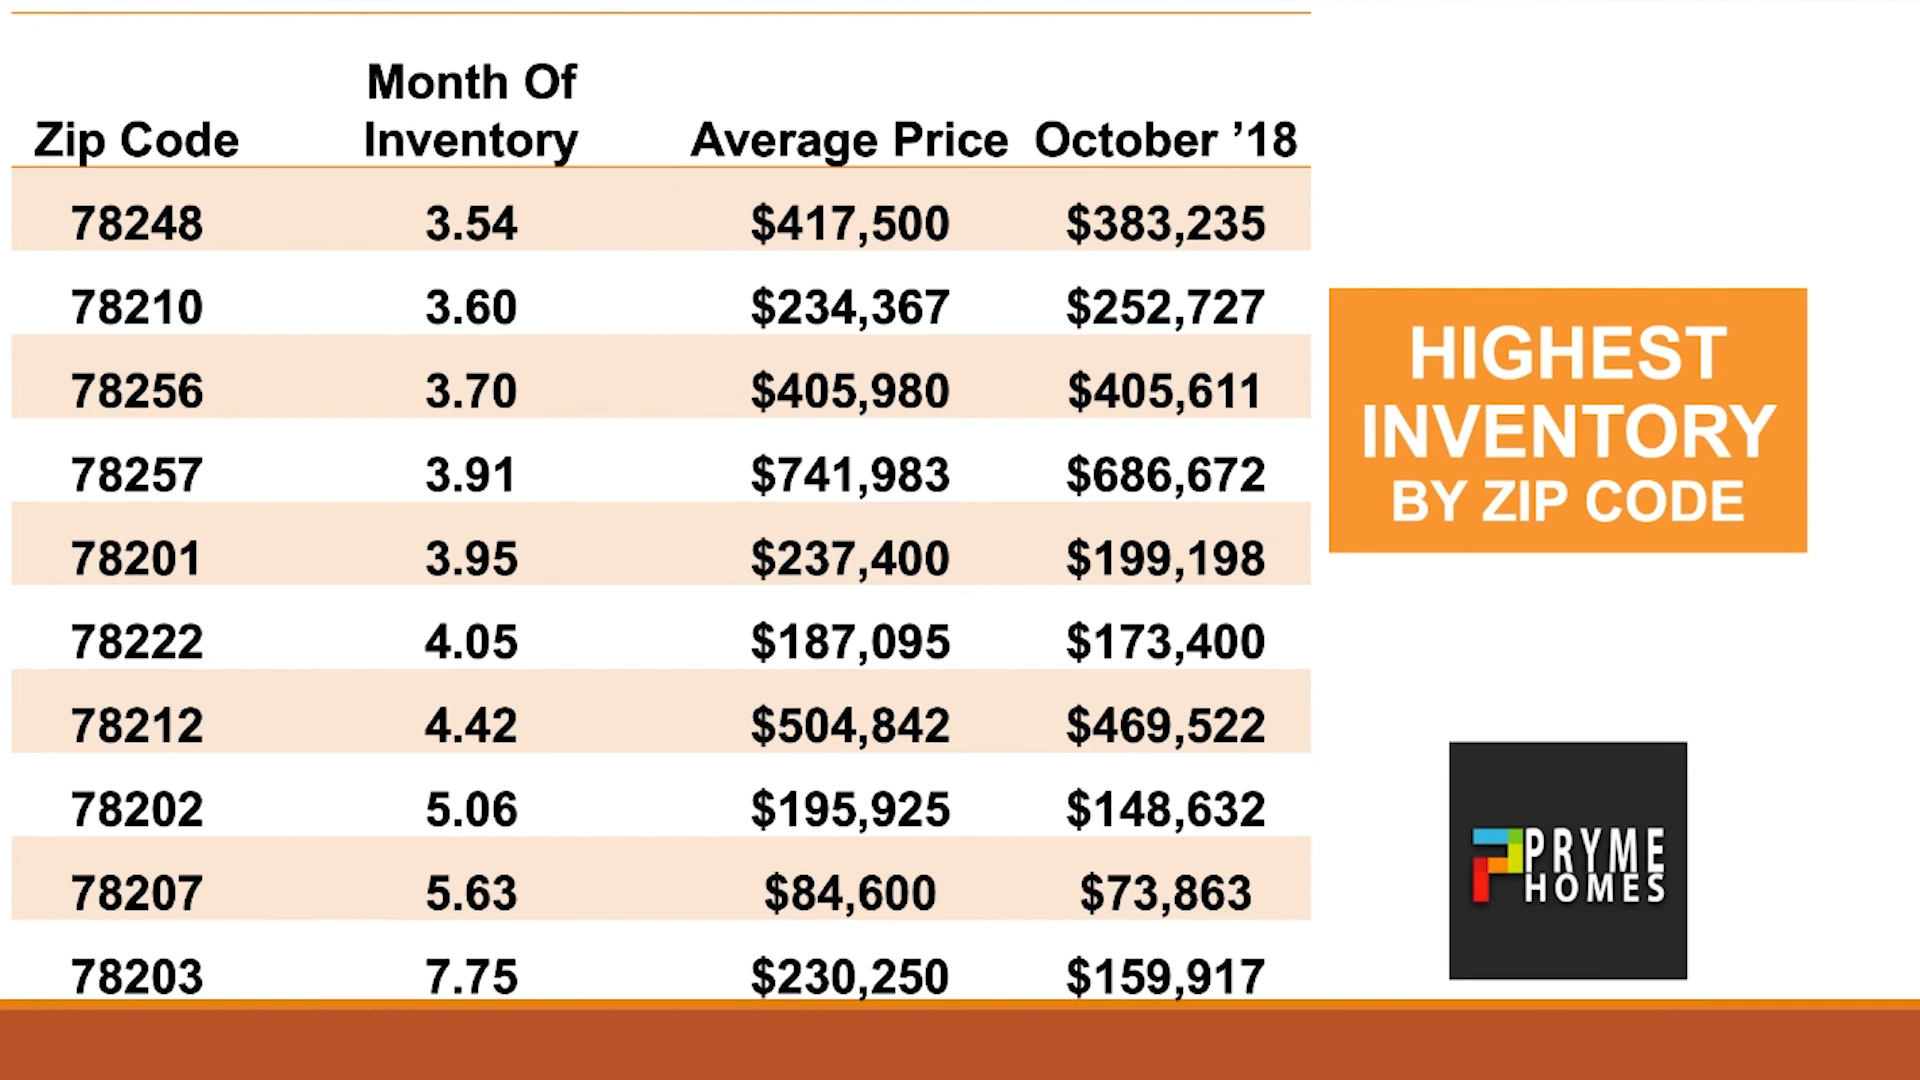 Zip Code Month Of Inventory Average Price October ’18
78248 3.54 $417,500 $383,235
78210 3.60 $234,367 $252,727
78256 3.70 $405,980 $405,611
78257 3.91 $741,983 $686,672
78201 3.95 $237,400 $199,198
78222 4.05 $187,095 $173,400
78212 4.42 $504,842 $469,522
78202 5.06 $195,925 $148,632
78207 5.63 $84,600 $73,863
78203 7.75 $230,250 $159,917
HIGHEST
INVENTORY
BY ZIP CODE
PRYME
HOMES